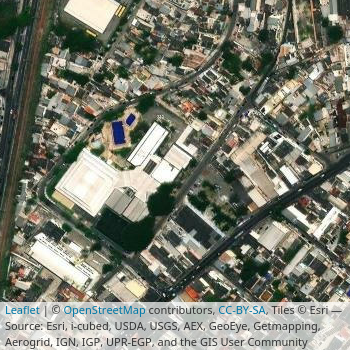 Leaflet | © OpenStreetMap contributors, CC-BY-SA, Tiles © Esri —
Source: Esri, i-cubed, USDA, USGS, AEX, GeoEye, Getmapping,
Aerogrid, IGN, IGP, UPR-EGP, and the GIS User Community